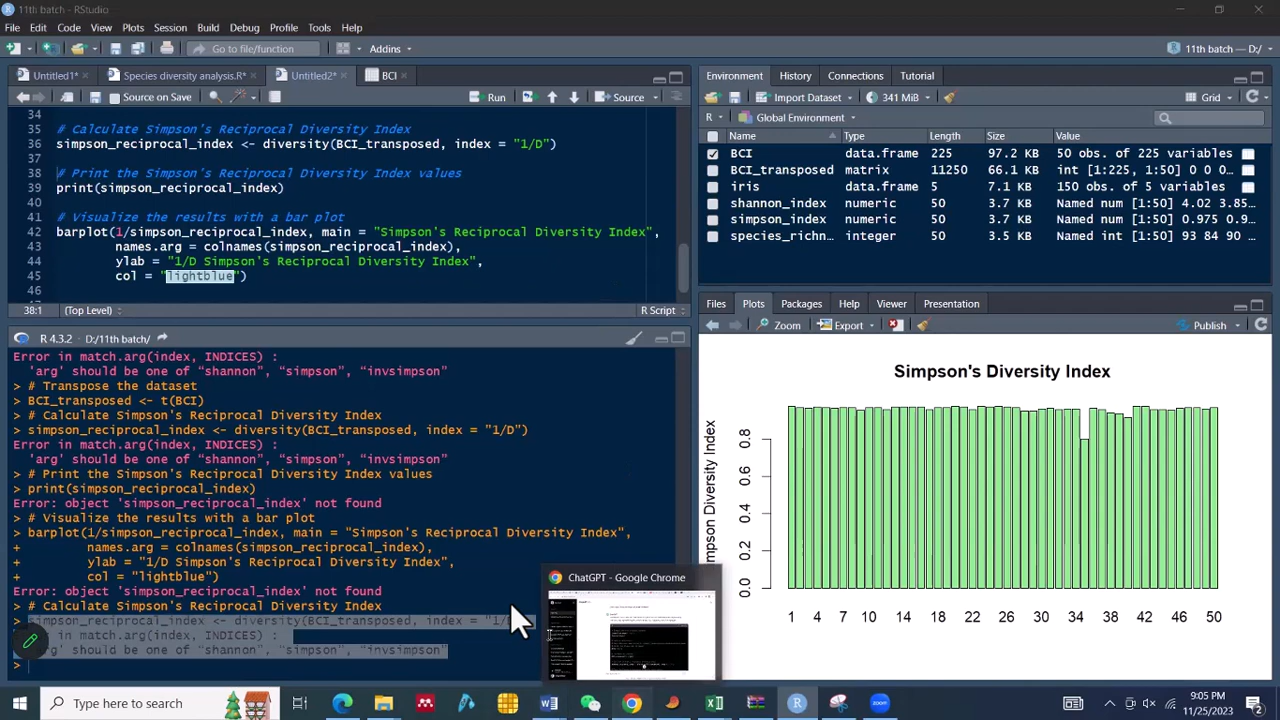 11th batch - RStudio
File Edit Code View Plots Session Build Debug Profile Tools Help
Go to file/function Addins 11th batch — D:/
Untitled1* Species diversity analysis.R* Untitled2* BCI
Source on Save Run Source
34
35 # Calculate Simpson's Reciprocal Diversity Index
36 simpson_reciprocal_index <- diversity(BCI_transposed, index = "1/D")
37
38 # Print the Simpson's Reciprocal Diversity Index values
39 print(simpson_reciprocal_index)
40
41 # Visualize the results with a bar plot
42 barplot(1/simpson_reciprocal_index, main = "Simpson's Reciprocal Diversity Index",
43 names.arg = colnames(simpson_reciprocal_index),
44 ylab = "1/D Simpson's Reciprocal Diversity Index",
45 col = "lightblue")
46
47
38:1 (Top Level) R Script
R 4.3.2 · D:/11th batch/
Error in match.arg(index, INDICES) :
'arg' should be one of “shannon”, “simpson”, “invsimpson”
> # Transpose the dataset
> BCI_transposed <- t(BCI)
> # Calculate Simpson's Reciprocal Diversity Index
> simpson_reciprocal_index <- diversity(BCI_transposed, index = "1/D")
Error in match.arg(index, INDICES) :
'arg' should be one of “shannon”, “simpson”, “invsimpson”
> # Print the Simpson's Reciprocal Diversity Index values
> print(simpson_reciprocal_index)
Error: object 'simpson_reciprocal_index' not found
> # Visualize the results with a bar plot
> barplot(1/simpson_reciprocal_index, main = "Simpson's Reciprocal Diversity Index",
+ names.arg = colnames(simpson_reciprocal_index),
+ ylab = "1/D Simpson's Reciprocal Diversity Index",
+ col = "lightblue")
Error: object 'simpson_reciprocal_index' not found
> # Calculate Simpson's Reciprocal Diversity Index
>
Environment History Connections Tutorial
Import Dataset 341 MiB Grid
R Global Environment
Name Type Length Size Value
BCI data.frame 225 97.2 KB 50 obs. of 225 variables
BCI_transposed matrix 11250 66.1 KB int [1:225, 1:50] 0 0 0…
iris data.frame 5 7.1 KB 150 obs. of 5 variables
shannon_index numeric 50 3.7 KB Named num [1:50] 4.02 3.85…
simpson_index numeric 50 3.7 KB Named num [1:50] 0.975 0.9…
species_richn… integer 50 3.5 KB Named int [1:50] 93 84 90 …
Files Plots Packages Help Viewer Presentation
Zoom Export Publish
Simpson's Diversity Index
mpson Diversity Index
0.8
0.6
0.4
0.2
0.0
1 4 7 10 14 18 22 26 30 34 38 42 46 50
ChatGPT - Google Chrome
Type here to search
9:05 PM
11/25/2023
2